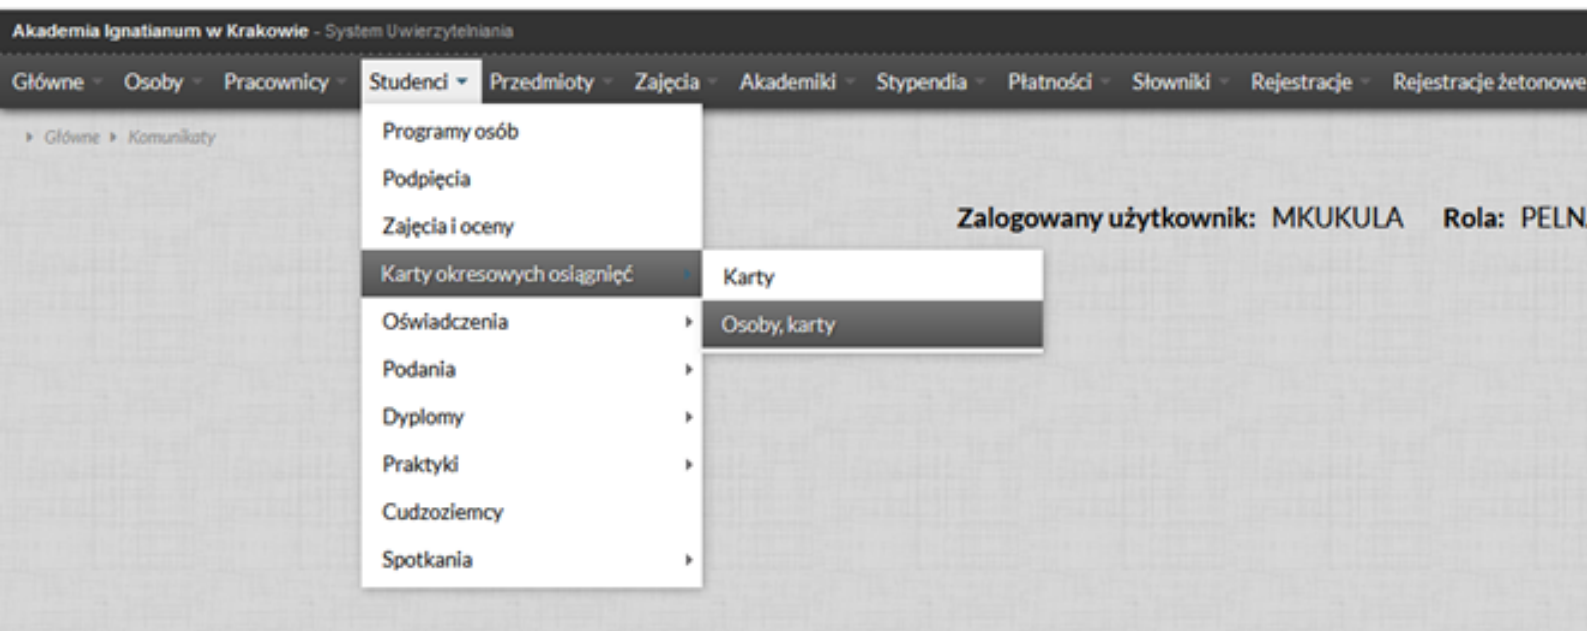 Akademia Ignatianum w Krakowie - System Uwierzytelniania
Główne Osoby Pracownicy Studenci Przedmioty Zajęcia Akademiki Stypendia Płatności Słowniki Rejestracje Rejestracje żetonowe
Główne Komunikaty
Programy osób
Podpięcia
Zalogowany użytkownik: MKUKULA Rola: PELN
Zajęcia i oceny
Karty okresowych osiągnięć
Karty
Osoby, karty
Oświadczenia
Podania
Dyplomy
Praktyki
Cudzoziemcy
Spotkania